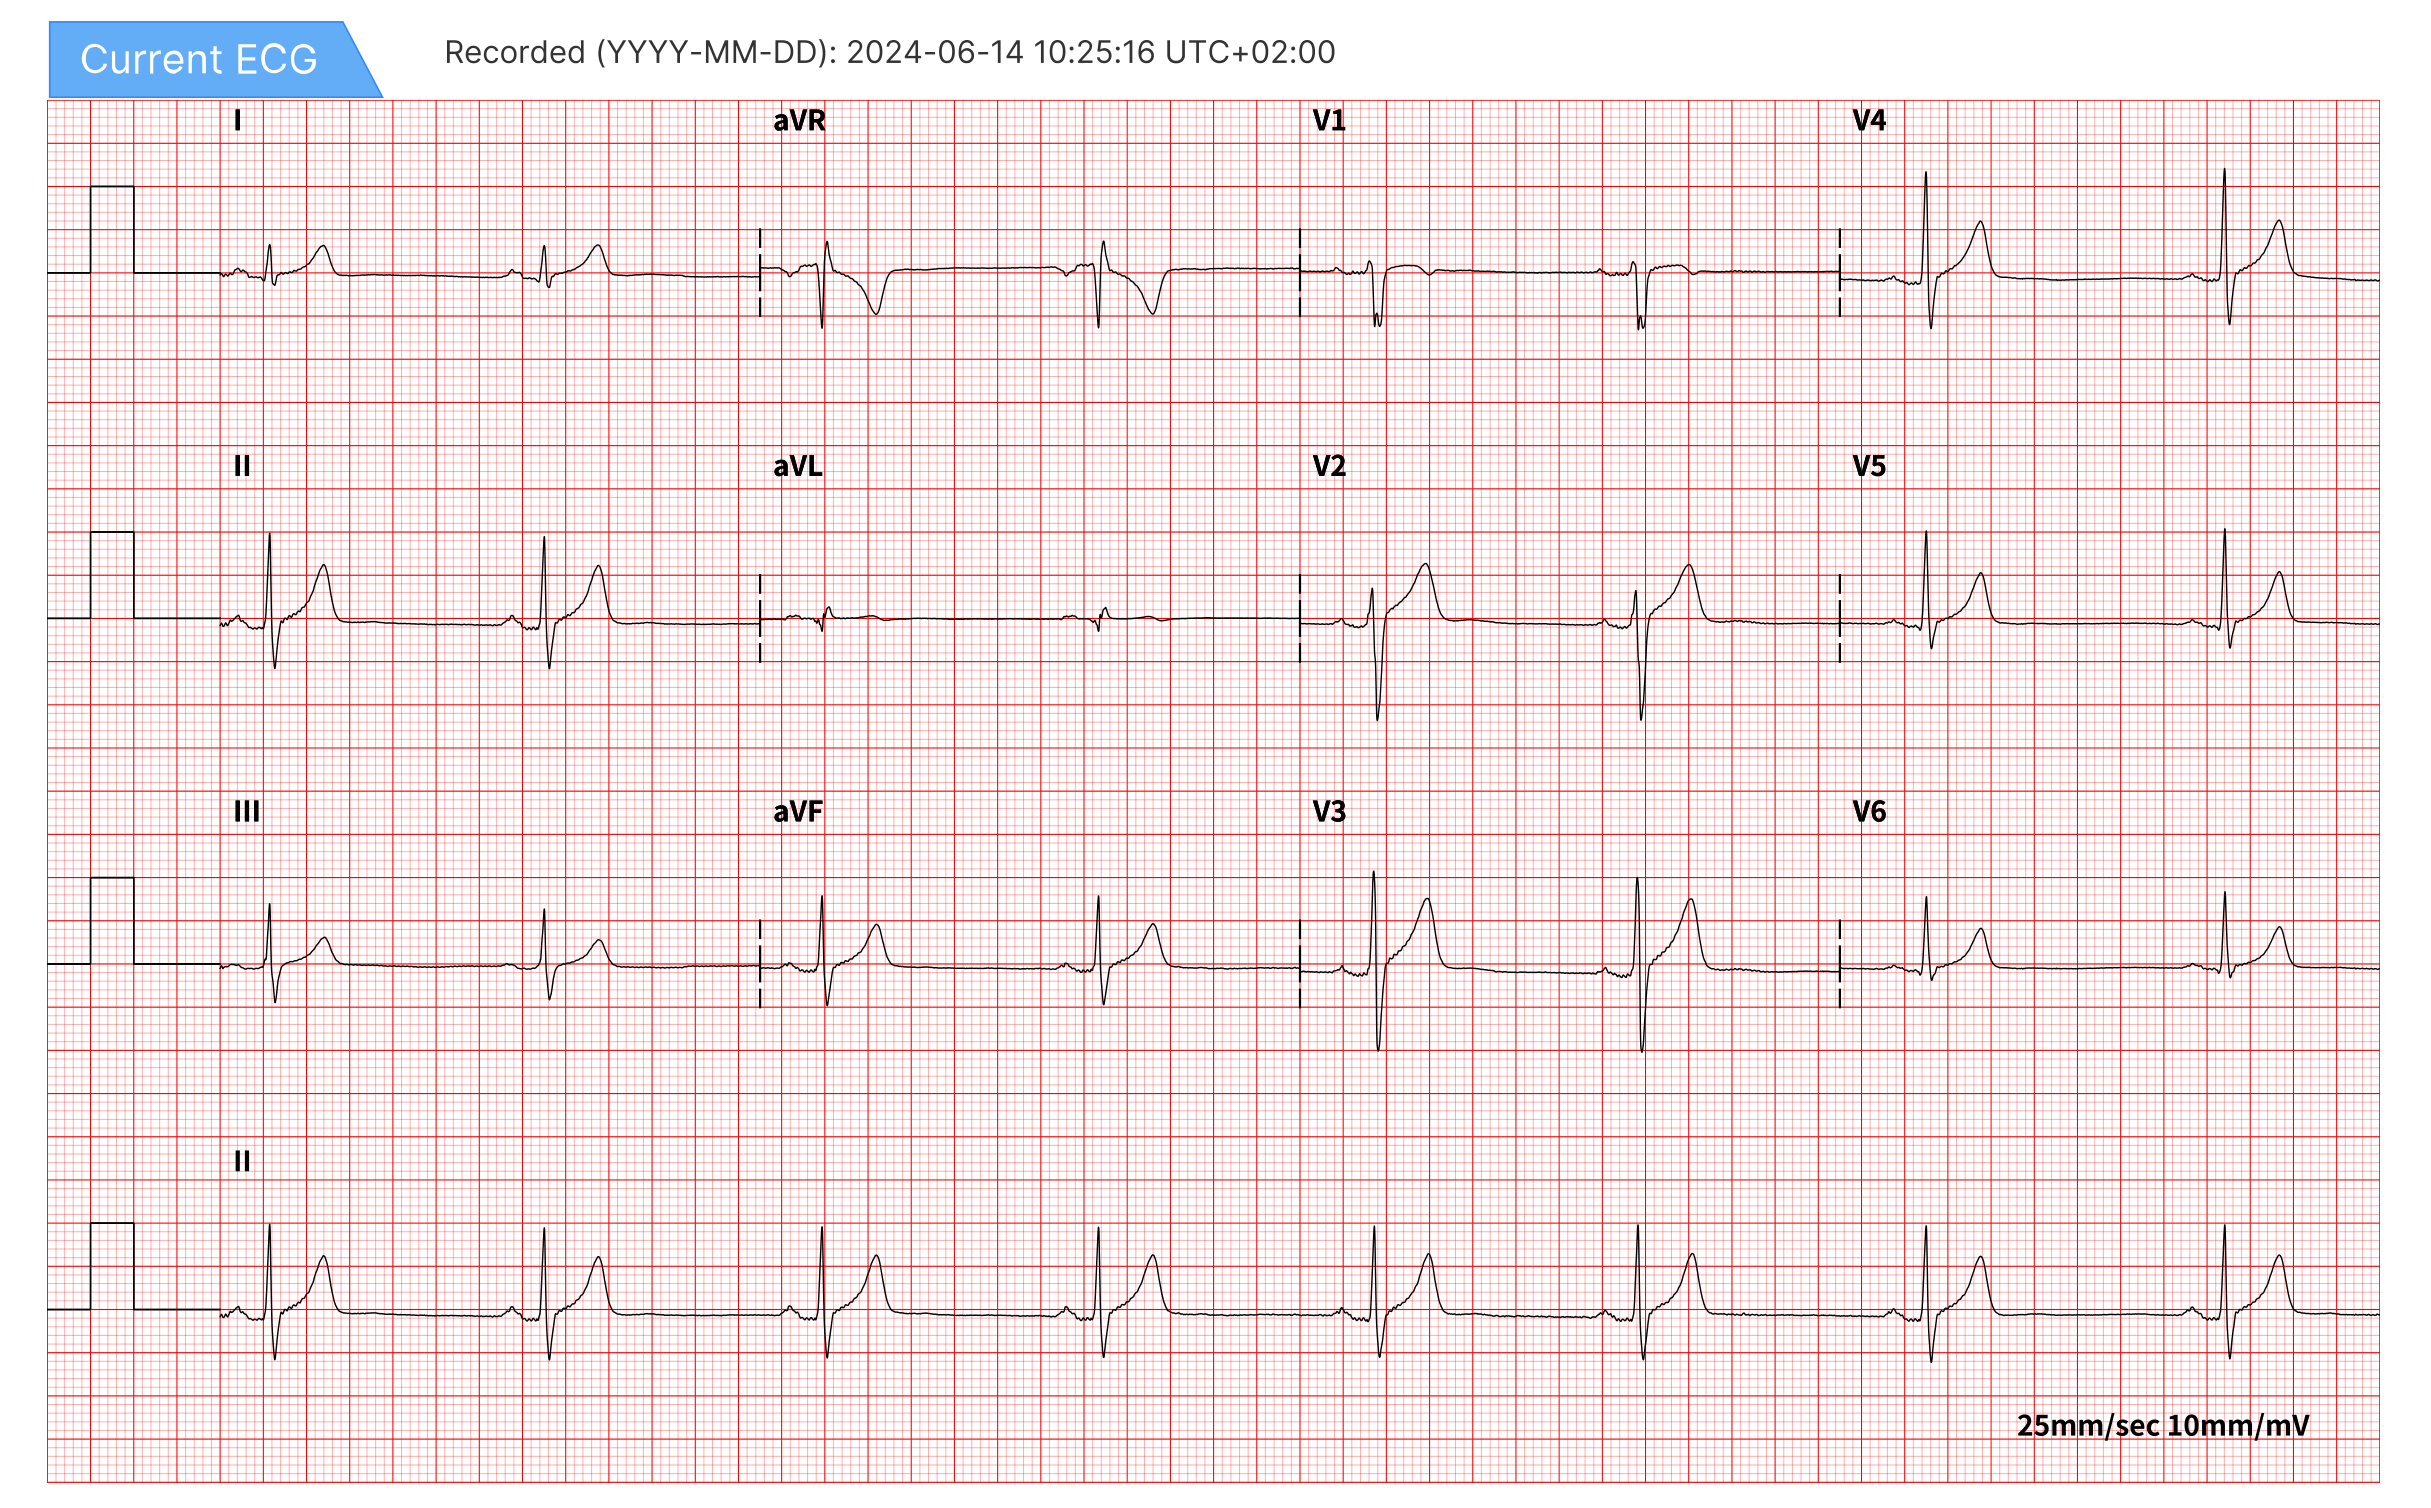 Current ECG
Recorded (YYYY-MM-DD): 2024-06-14 10:25:16 UTC+02:00
I aVR V1 V4
II aVL V2 V5
III aVF V3 V6
II
25mm/sec 10mm/mV